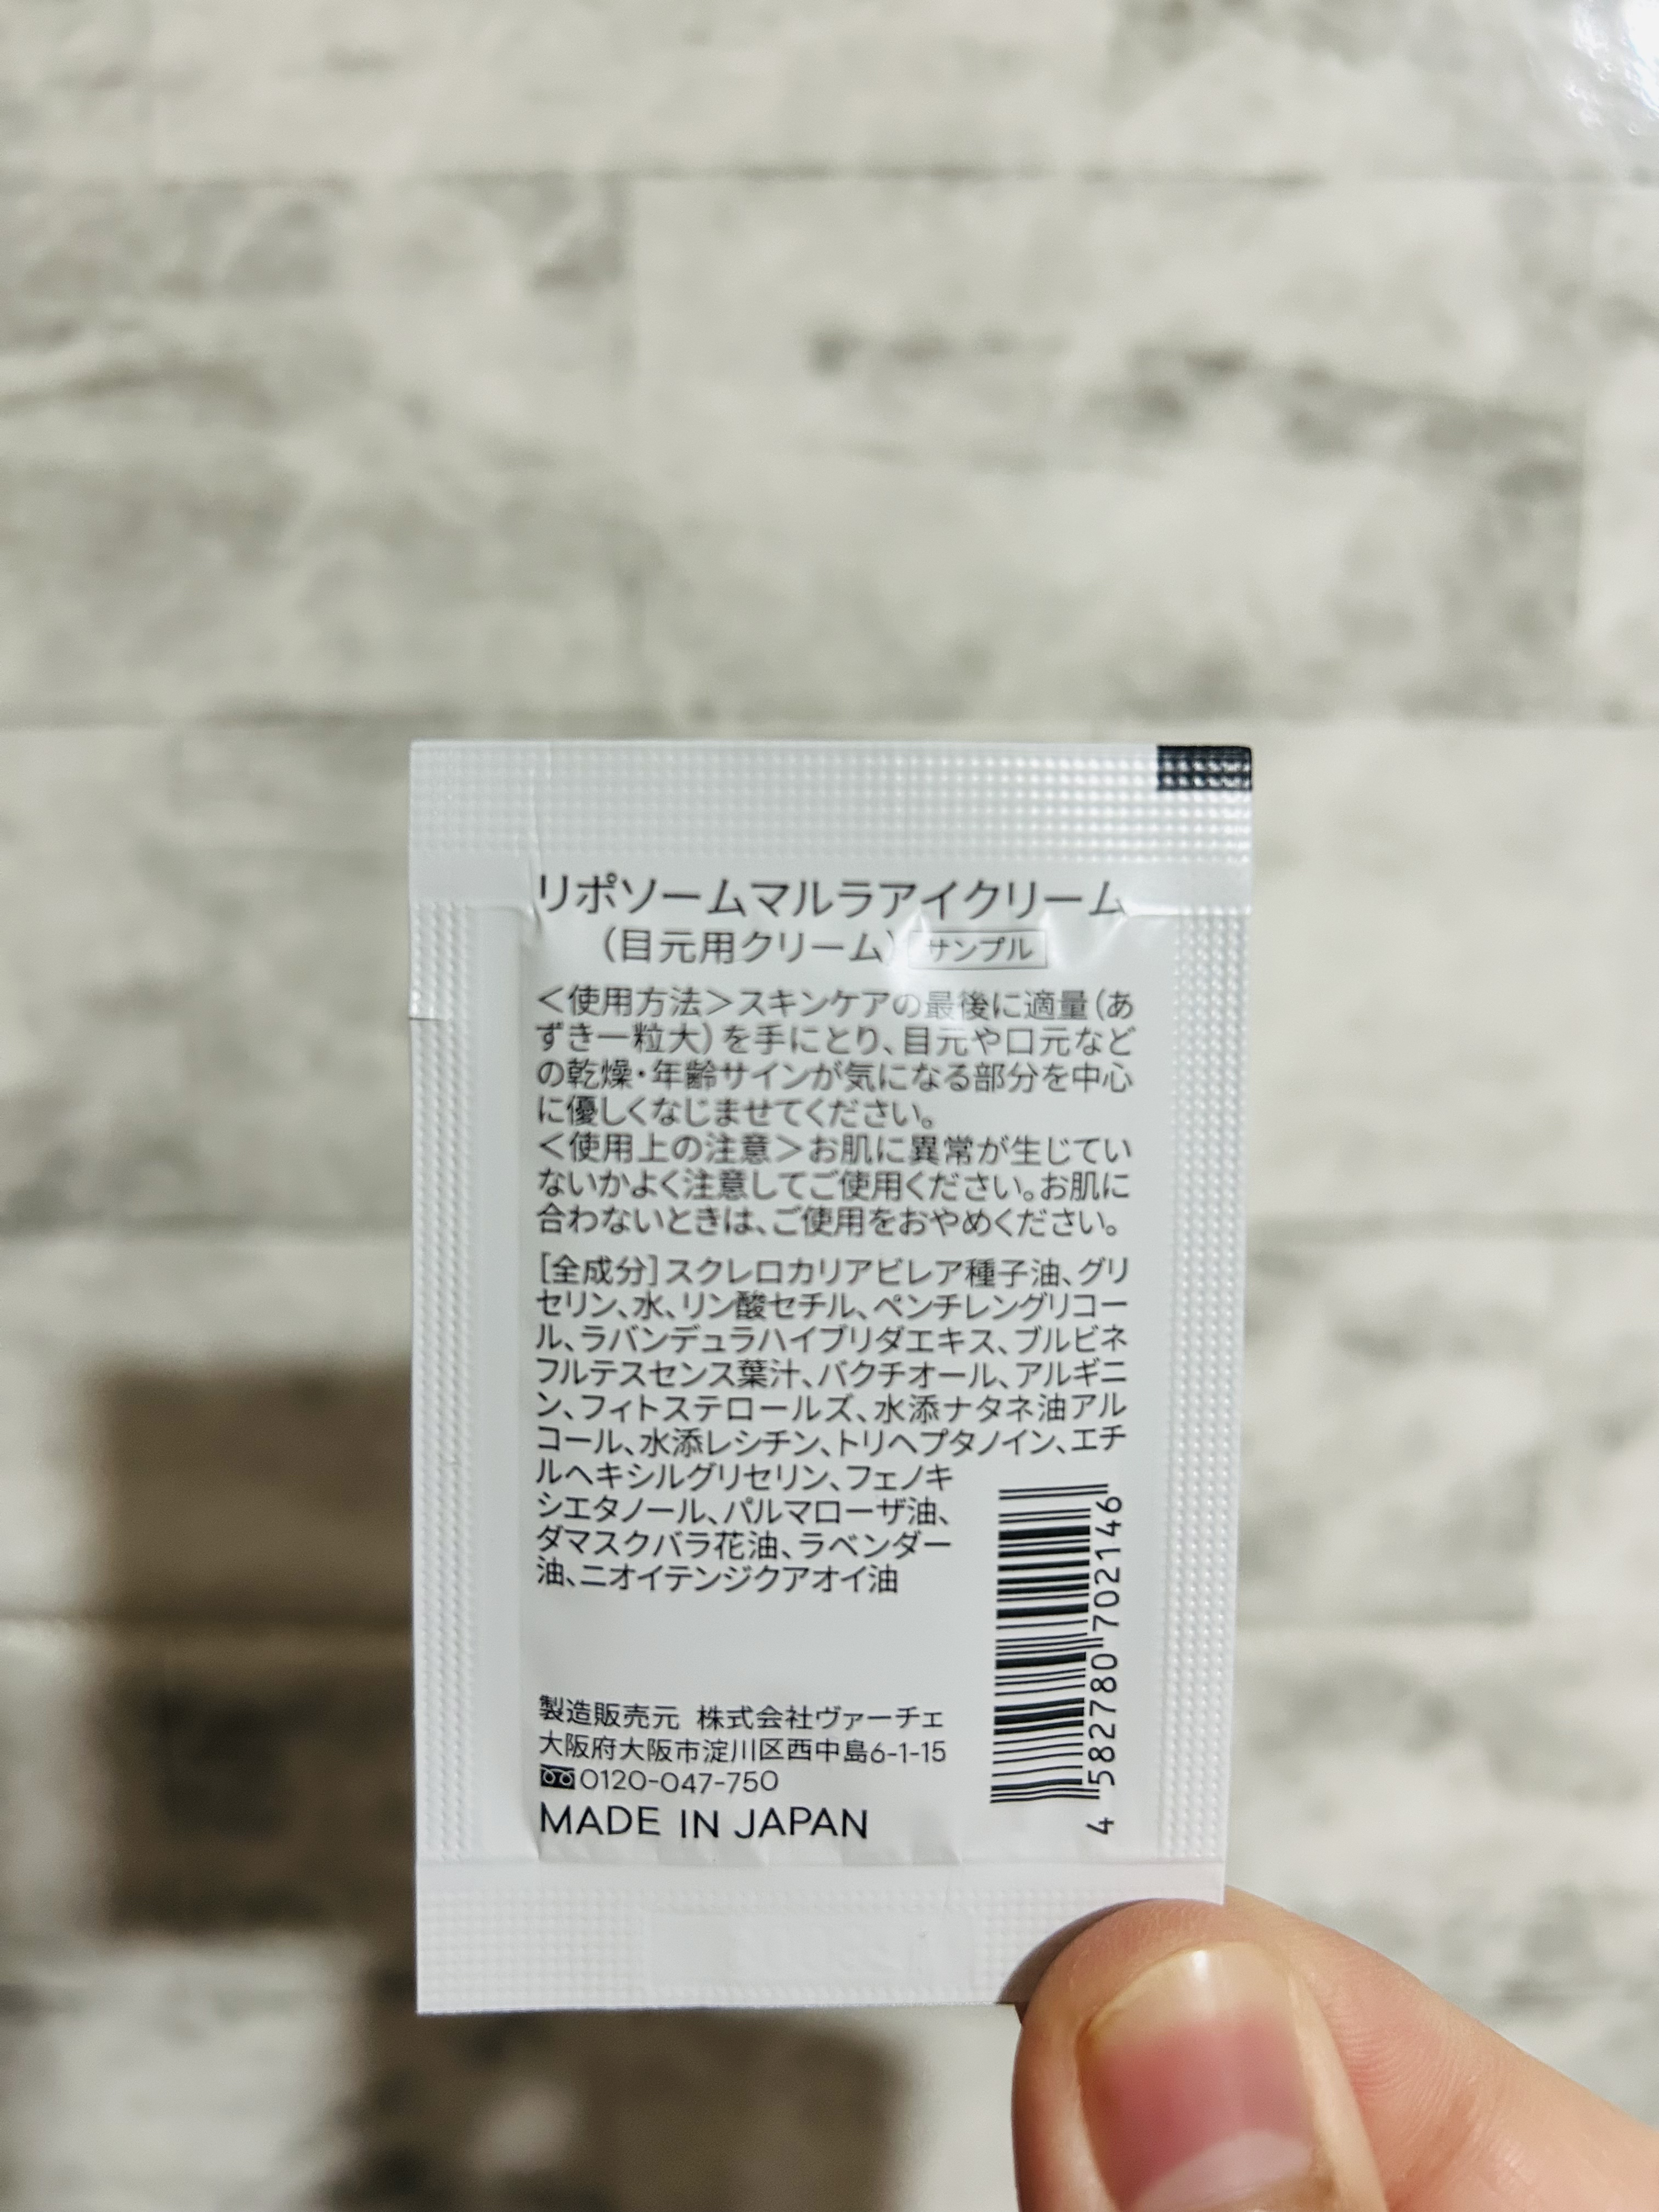 リポソームマルラアイクリーム
（目元用クリーム） サンプル
＜使用方法＞スキンケアの最後に適量（あ
ずき一粒大）を手にとり、目元や口元など
の乾燥・年齢サインが気になる部分を中心
に優しくなじませてください。
＜使用上の注意＞お肌に異常が生じてい
ないかよく注意してご使用ください。お肌に
合わないときは、ご使用をおやめください。
［全成分］スクレロカリアビレア種子油、グリ
セリン、水、リン酸セチル、ペンチレングリコー
ル、ラバンデュラハイブリダエキス、ブルビネ
フルテスセンス葉汁、バクチオール、アルギニ
ン、フィトステロールズ、水添ナタネ油アル
コール、水添レシチン、トリヘプタノイン、エチ
ルヘキシルグリセリン、フェノキ
シエタノール、パルマローザ油、
ダマスクバラ花油、ラベンダー
油、ニオイテンジクアオイ油
製造販売元 株式会社ヴァーチェ
大阪府大阪市淀川区西中島6-1-15
0120-047-750
MADE IN JAPAN
4 582780 702146